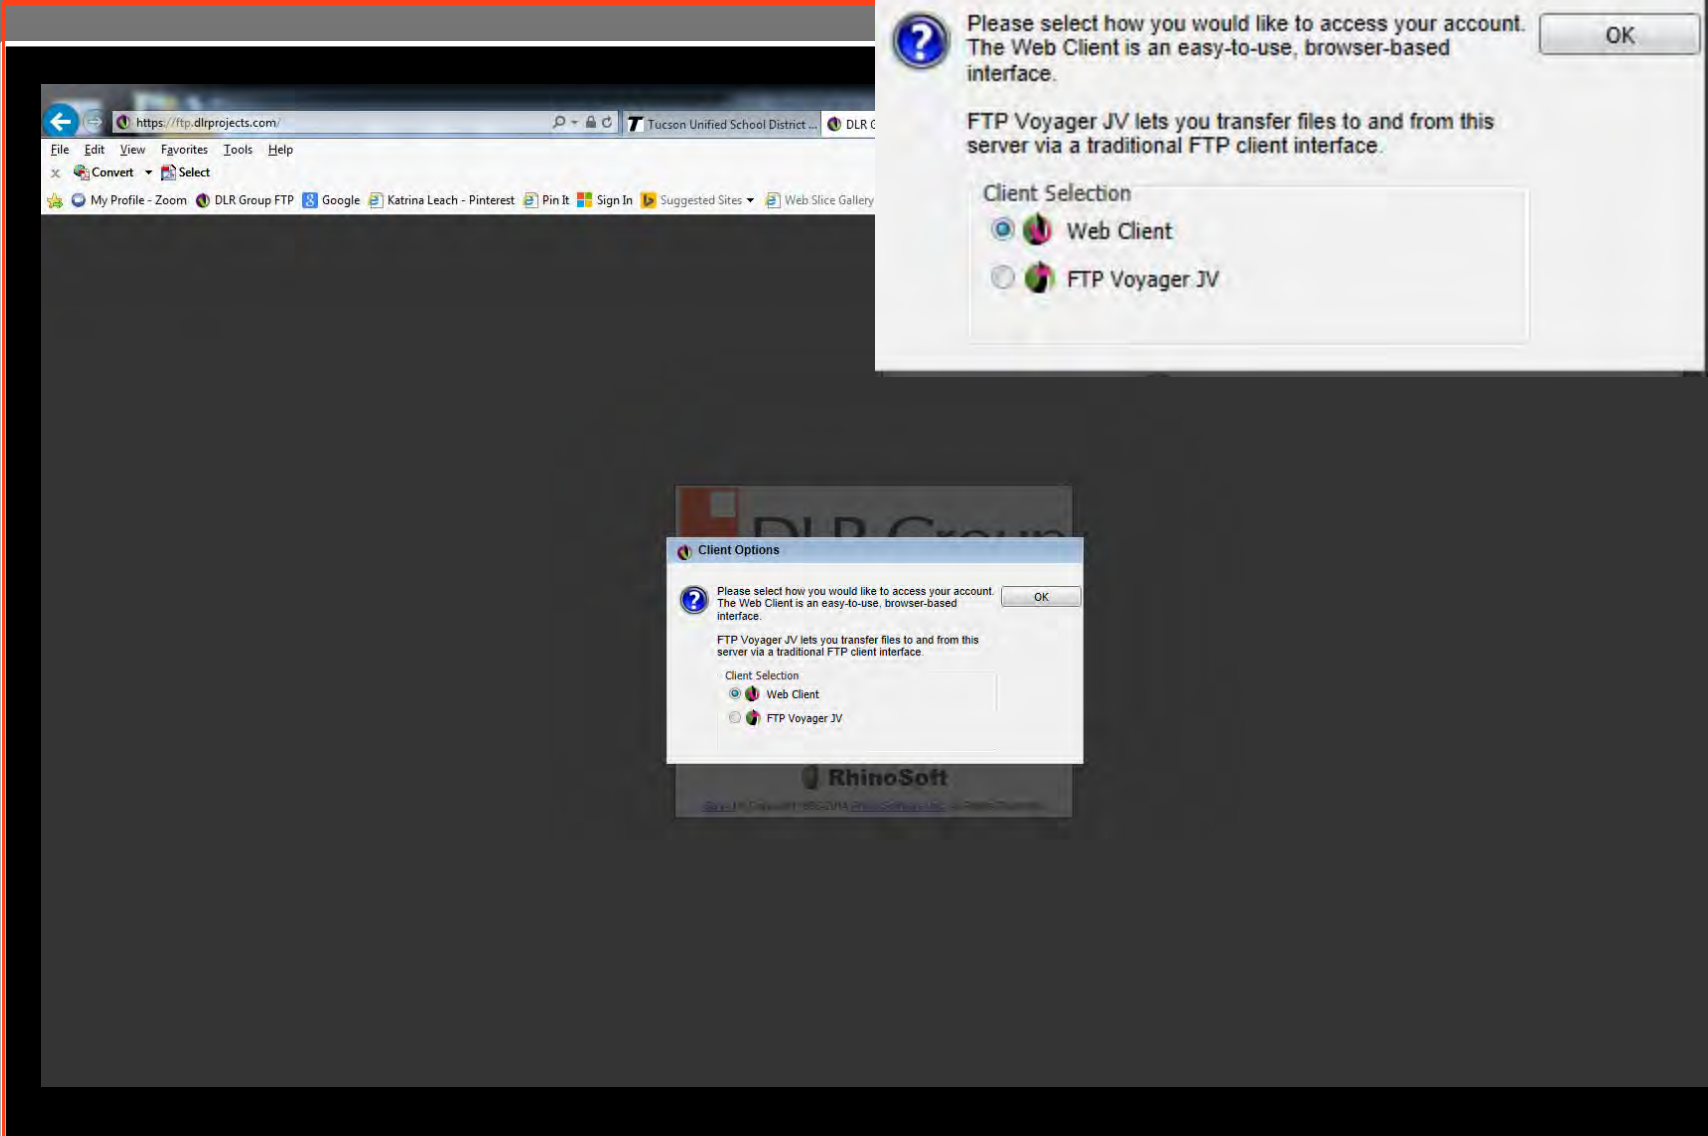 Please select how you would like to access your account.
The Web Client is an easy-to-use, browser-based
interface.
OK
FTP Voyager JV lets you transfer files to and from this
server via a traditional FTP client interface.
Client Selection
Web Client
FTP Voyager JV
https://ftp.dlrprojects.com/
Tucson Unified School District ...
DLR G
File Edit View Favorites Tools Help
x Convert Select
My Profile - Zoom DLR Group FTP Google Katrina Leach - Pinterest Pin It Sign In Suggested Sites Web Slice Gallery
DLR Group
Client Options
Please select how you would like to access your account.
The Web Client is an easy-to-use, browser-based
interface.
OK
FTP Voyager JV lets you transfer files to and from this
server via a traditional FTP client interface.
Client Selection
Web Client
FTP Voyager JV
RhinoSoft